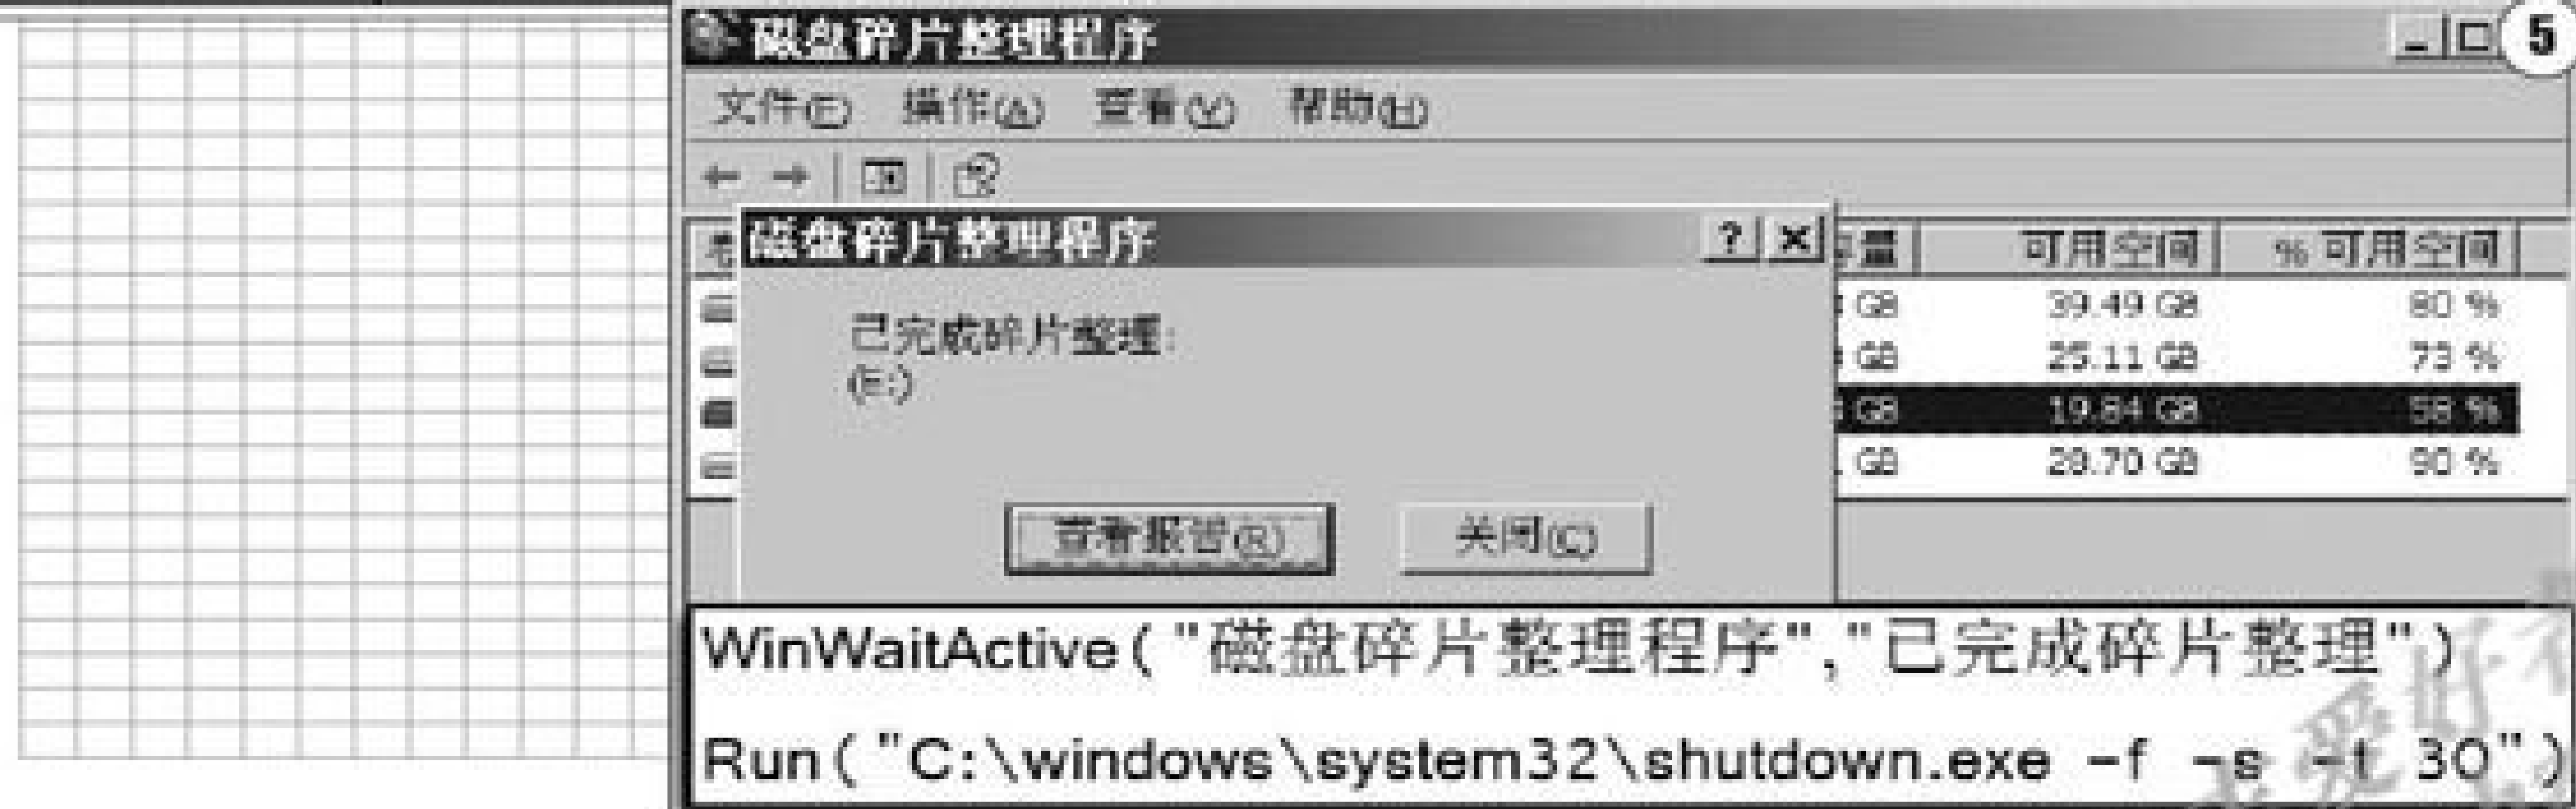 磁盘碎片整理程序
5
文件(F) 操作(A) 查看(V) 帮助(H)
磁盘碎片整理程序
量 可用空间 % 可用空间
已完成碎片整理:
(E:)
GB 39.49 GB 80 %
GB 25.11 GB 73 %
GB 19.84 GB 58 %
GB 28.70 GB 90 %
查看报告(R) 关闭(C)
WinWaitActive("磁盘碎片整理程序","已完成碎片整理")
Run("C:\windows\system32\shutdown.exe -f -s -t 30")